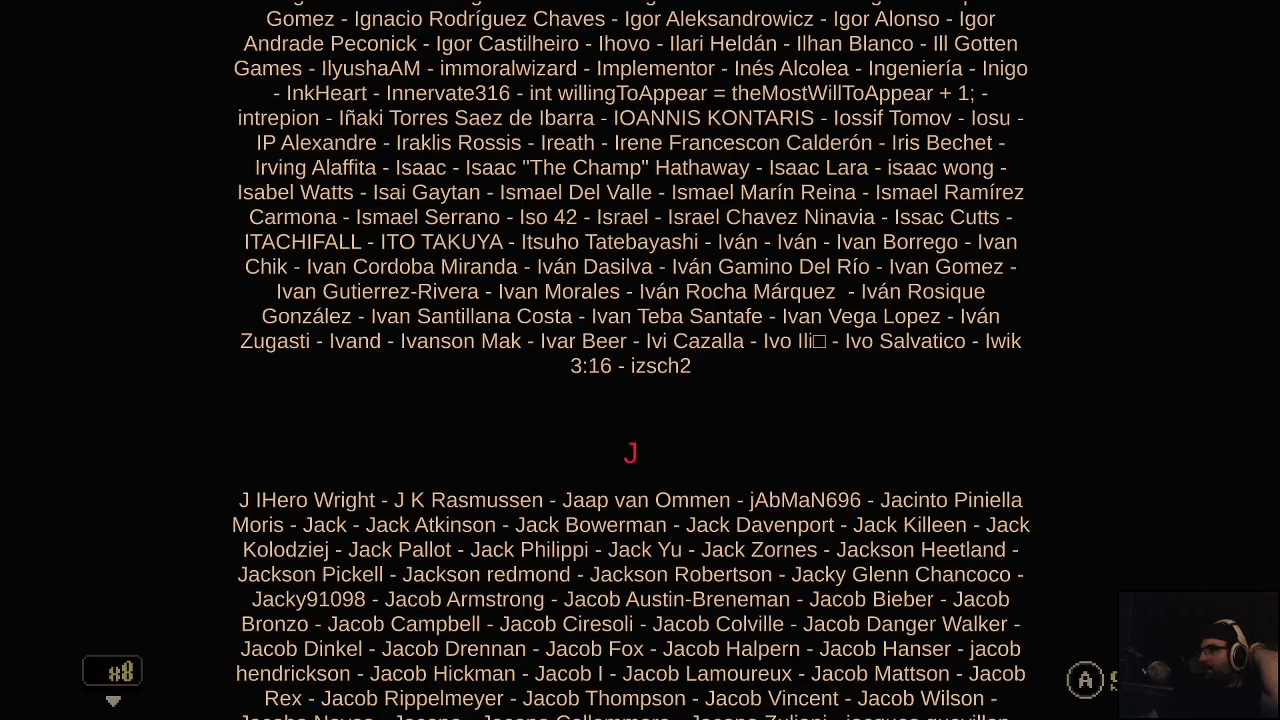 Gomez - Ignacio Rodríguez Chaves - Igor Aleksandrowicz - Igor Alonso - Igor
Andrade Peconick - Igor Castilheiro - Ihovo - Ilari Heldán - Ilhan Blanco - Ill Gotten
Games - IlyushaAM - immoralwizard - Implementor - Inés Alcolea - Ingeniería - Inigo
- InkHeart - Innervate316 - int willingToAppear = theMostWillToAppear + 1; -
intrepion - Iñaki Torres Saez de Ibarra - IOANNIS KONTARIS - Iossif Tomov - Iosu -
IP Alexandre - Iraklis Rossis - Ireath - Irene Francescon Calderón - Iris Bechet -
Irving Alaffita - Isaac - Isaac "The Champ" Hathaway - Isaac Lara - isaac wong -
Isabel Watts - Isai Gaytan - Ismael Del Valle - Ismael Marín Reina - Ismael Ramírez
Carmona - Ismael Serrano - Iso 42 - Israel - Israel Chavez Ninavia - Issac Cutts -
ITACHIFALL - ITO TAKUYA - Itsuho Tatebayashi - Iván - Iván - Ivan Borrego - Ivan
Chik - Ivan Cordoba Miranda - Iván Dasilva - Iván Gamino Del Río - Ivan Gomez -
Ivan Gutierrez-Rivera - Ivan Morales - Iván Rocha Márquez  - Iván Rosique
González - Ivan Santillana Costa - Ivan Teba Santafe - Ivan Vega Lopez - Iván
Zugasti - Ivand - Ivanson Mak - Ivar Beer - Ivi Cazalla - Ivo Ili□ - Ivo Salvatico - Iwik
3:16 - izsch2
J
J IHero Wright - J K Rasmussen - Jaap van Ommen - jAbMaN696 - Jacinto Piniella
Moris - Jack - Jack Atkinson - Jack Bowerman - Jack Davenport - Jack Killeen - Jack
Kolodziej - Jack Pallot - Jack Philippi - Jack Yu - Jack Zornes - Jackson Heetland -
Jackson Pickell - Jackson redmond - Jackson Robertson - Jacky Glenn Chancoco -
Jacky91098 - Jacob Armstrong - Jacob Austin-Breneman - Jacob Bieber - Jacob
Bronzo - Jacob Campbell - Jacob Ciresoli - Jacob Colville - Jacob Danger Walker -
Jacob Dinkel - Jacob Drennan - Jacob Fox - Jacob Halpern - Jacob Hanser - jacob
hendrickson - Jacob Hickman - Jacob I - Jacob Lamoureux - Jacob Mattson - Jacob
Rex - Jacob Rippelmeyer - Jacob Thompson - Jacob Vincent - Jacob Wilson -
x8
A